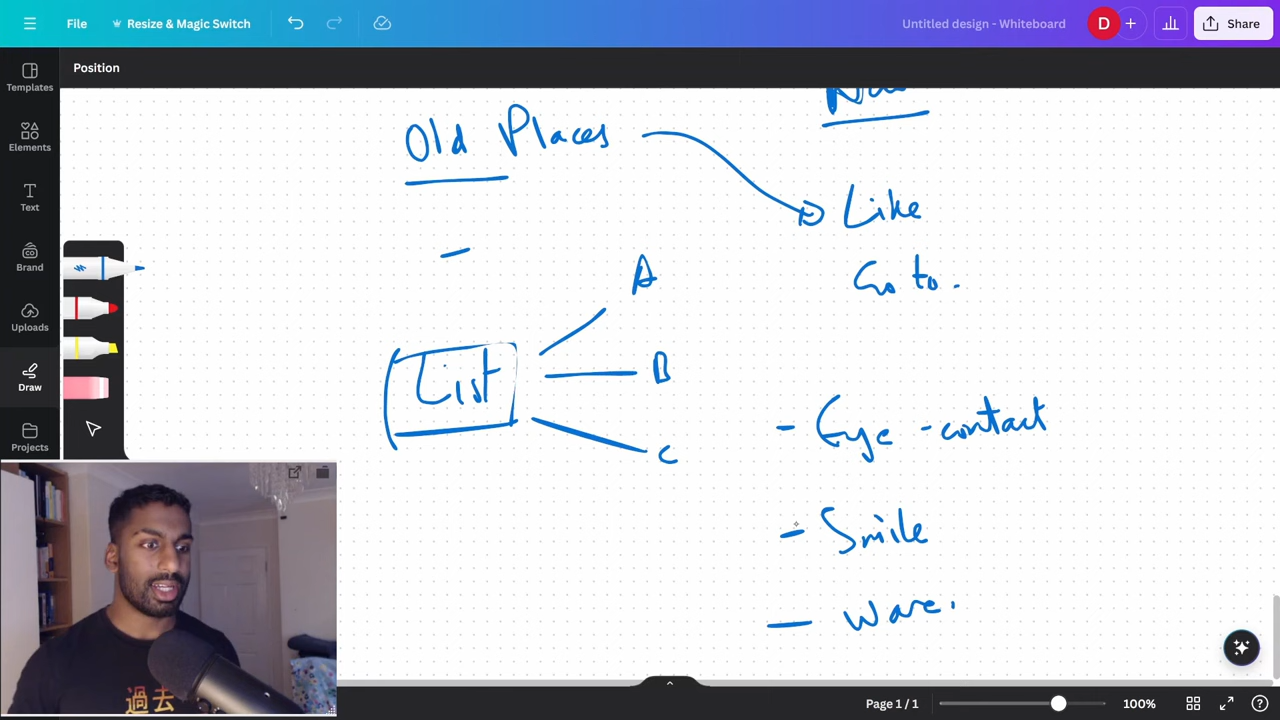 File
Resize & Magic Switch
Untitled design - Whiteboard
D
Share
Position
Templates
Elements
Text
Brand
Uploads
Draw
Projects
Old Places
Like
Go to.
List
A
B
C
- Eye-contact
- Smile
- Wave.
過去
Page 1 / 1
100%